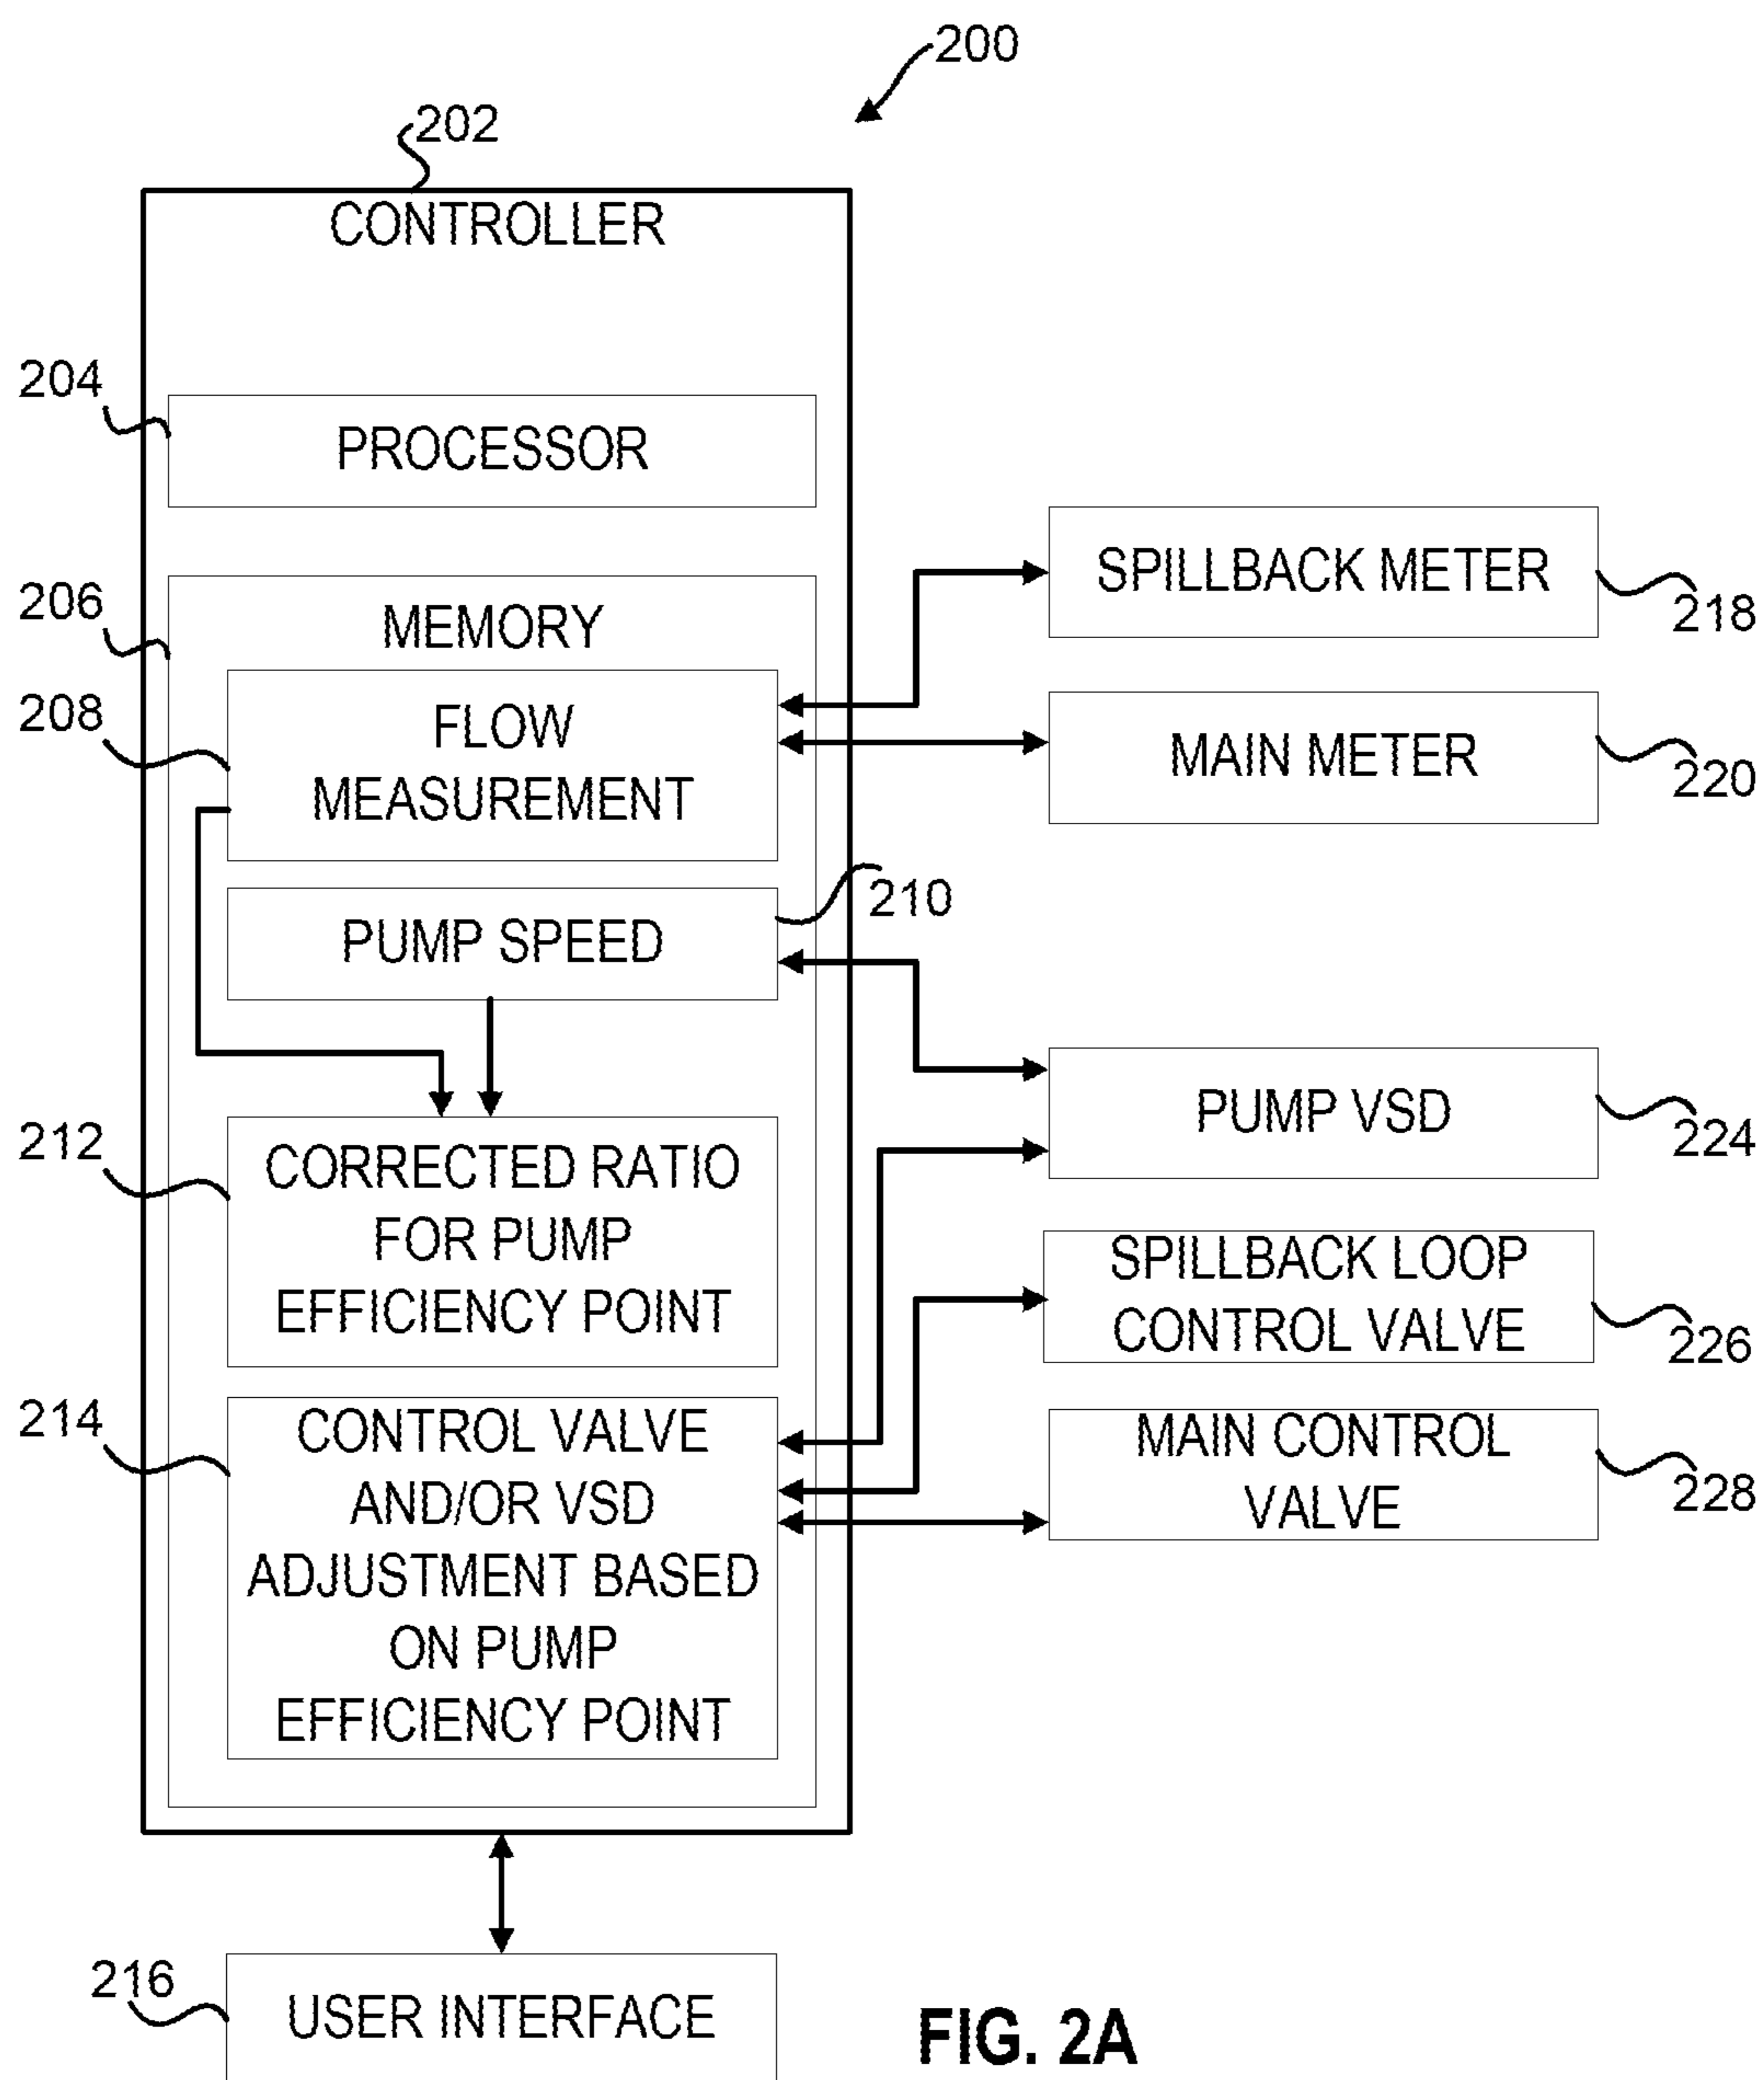 200
202
CONTROLLER
204
PROCESSOR
206
MEMORY
208
FLOW
MEASUREMENT
SPILLBACK METER
218
MAIN METER
220
210
PUMP SPEED
PUMP VSD
224
212
CORRECTED RATIO
FOR PUMP
EFFICIENCY POINT
SPILLBACK LOOP
CONTROL VALVE
226
214
CONTROL VALVE
AND/OR VSD
ADJUSTMENT BASED
ON PUMP
EFFICIENCY POINT
MAIN CONTROL
VALVE
228
216
USER INTERFACE
FIG. 2A